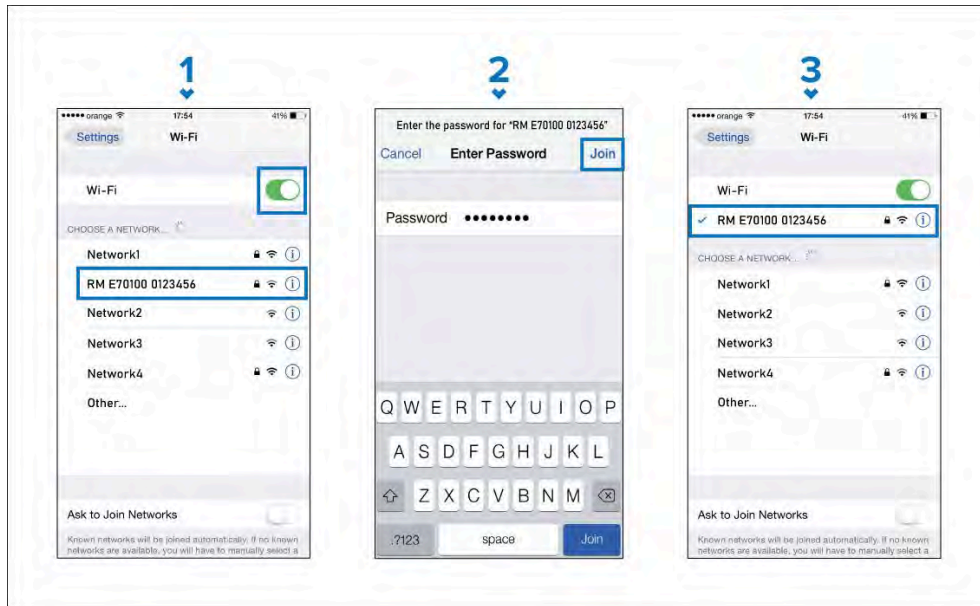 1
●●●●● orange 17:54 41%
Settings Wi-Fi
Wi-Fi
CHOOSE A NETWORK...
Network1
RM E70100 0123456
Network2
Network3
Network4
Other...
Ask to Join Networks
Known networks will be joined automatically. If no known
networks are available, you will have to manually select a
2
Enter the password for "RM E70100 0123456"
Cancel Enter Password Join
Password ●●●●●●●●
Q W E R T Y U I O P
A S D F G H J K L
Z X C V B N M
.?123 space Join
3
●●●●● orange 17:54 41%
Settings Wi-Fi
Wi-Fi
✓ RM E70100 0123456
CHOOSE A NETWORK...
Network1
Network2
Network3
Network4
Other...
Ask to Join Networks
Known networks will be joined automatically. If no known
networks are available, you will have to manually select a